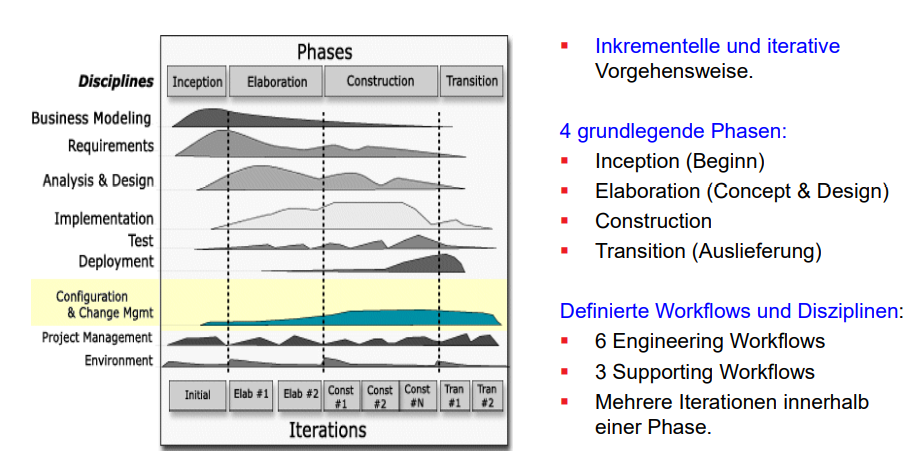 Phases
Disciplines
Inception
Elaboration
Construction
Transition
Business Modeling
Requirements
Analysis & Design
Implementation
Test
Deployment
Configuration
& Change Mgmt
Project Management
Environment
Initial
Elab #1
Elab #2
Const
#1
Const
#2
Const
#N
Tran
#1
Tran
#2
Iterations
Inkrementelle und iterative
Vorgehensweise.
4 grundlegende Phasen:
Inception (Beginn)
Elaboration (Concept & Design)
Construction
Transition (Auslieferung)
Definierte Workflows und Disziplinen:
6 Engineering Workflows
3 Supporting Workflows
Mehrere Iterationen innerhalb
einer Phase.